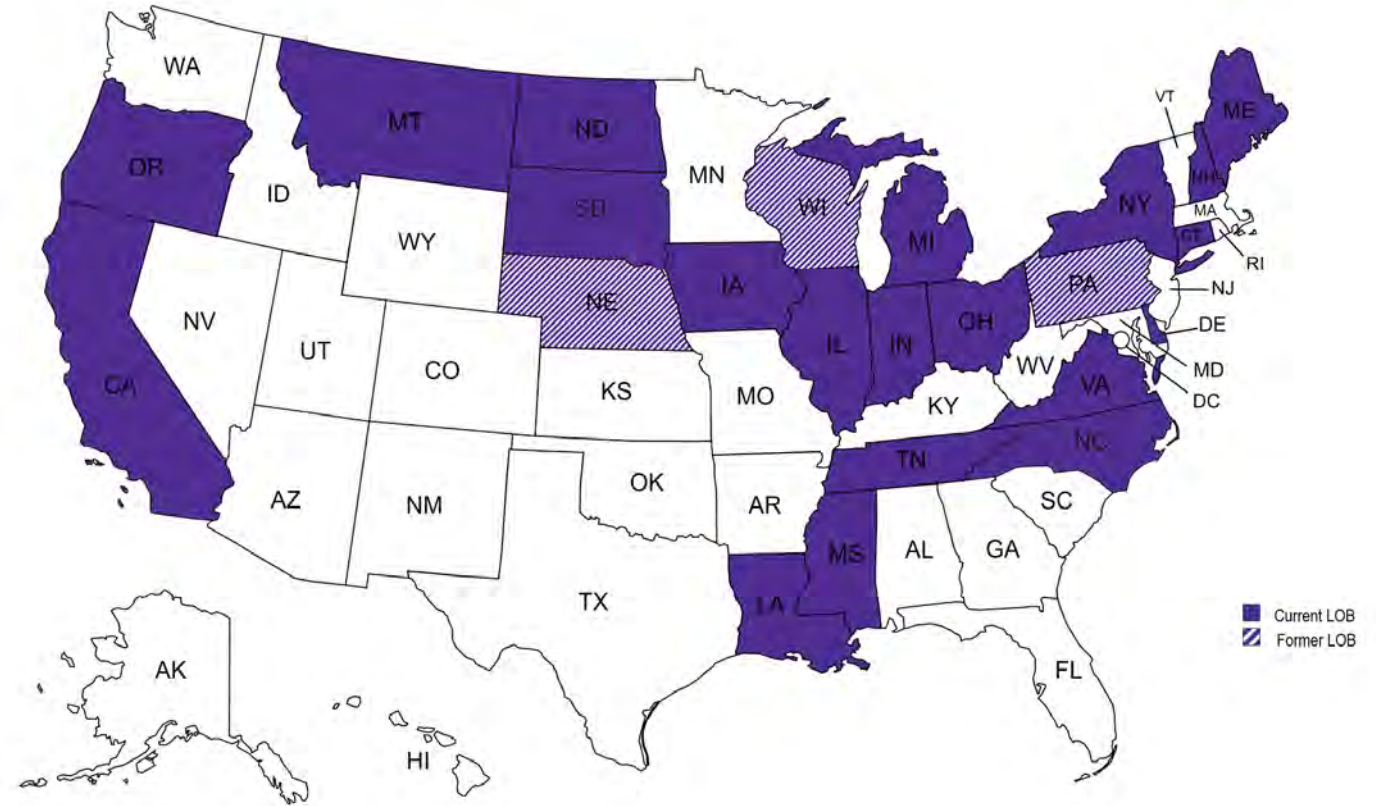 WA
VT
ME
MT
ND
OR
MN
ID
SD
WI
NH
NY
MA
WY
MI
CT
RI
IA
PA
NE
NJ
NV
OH
DE
UT
IL
IN
CO
WV
MD
CA
VA
KS
MO
DC
KY
NC
TN
OK
AZ
NM
AR
SC
MS
AL
GA
LA
TX
Current LOB
Former LOB
AK
FL
HI